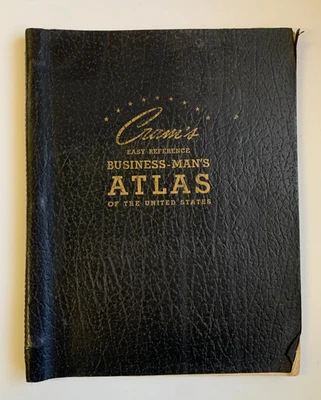 Cram's
EASY REFERENCE
BUSINESS-MAN'S
ATLAS
OF THE UNITED STATES